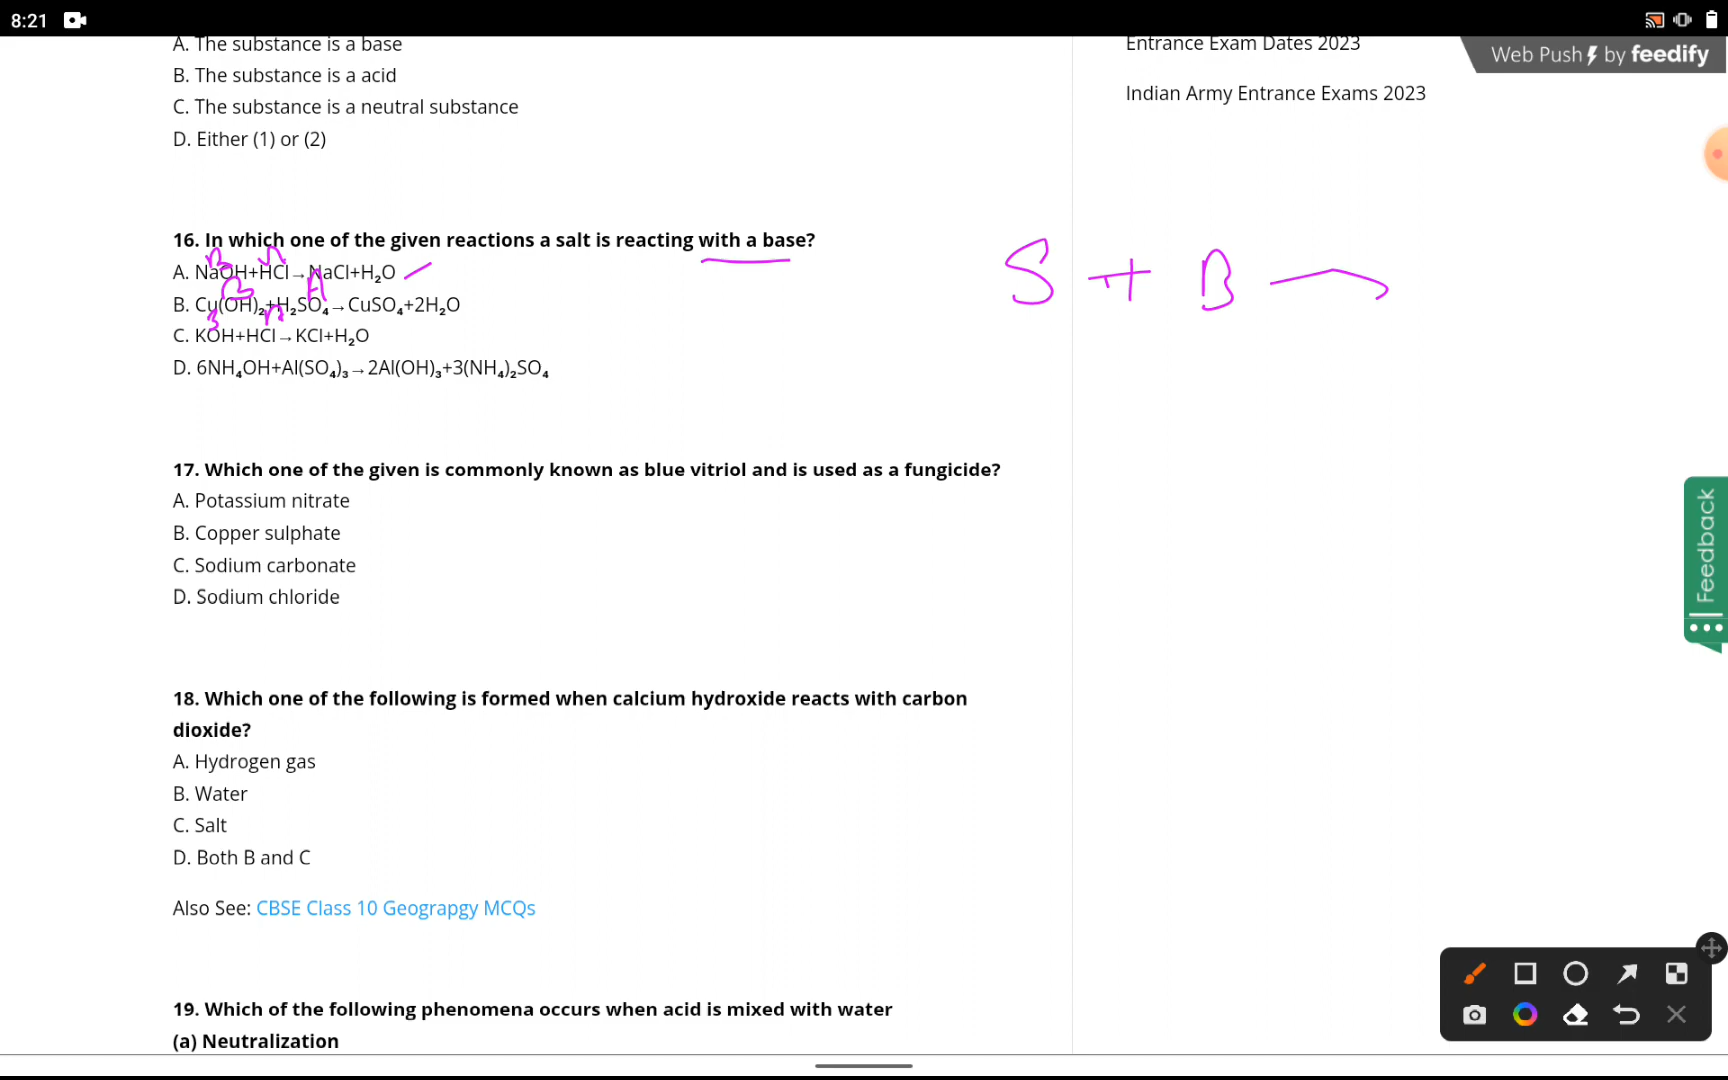 8:21
A. The substance is a base
B. The substance is a acid
C. The substance is a neutral substance
D. Either (1) or (2)
Entrance Exam Dates 2023
Web Push by feedify
Indian Army Entrance Exams 2023
16. In which one of the given reactions a salt is reacting with a base?
A. NaOH+HCl→NaCl+H₂O
B. Cu(OH)₂+H₂SO₄→CuSO₄+2H₂O
C. KOH+HCl→KCl+H₂O
D. 6NH₄OH+Al(SO₄)₃→2Al(OH)₃+3(NH₄)₂SO₄
B
B A
S + B
17. Which one of the given is commonly known as blue vitriol and is used as a fungicide?
A. Potassium nitrate
B. Copper sulphate
C. Sodium carbonate
D. Sodium chloride
Feedback
18. Which one of the following is formed when calcium hydroxide reacts with carbon
dioxide?
A. Hydrogen gas
B. Water
C. Salt
D. Both B and C
Also See: CBSE Class 10 Geograpgy MCQs
19. Which of the following phenomena occurs when acid is mixed with water
(a) Neutralization